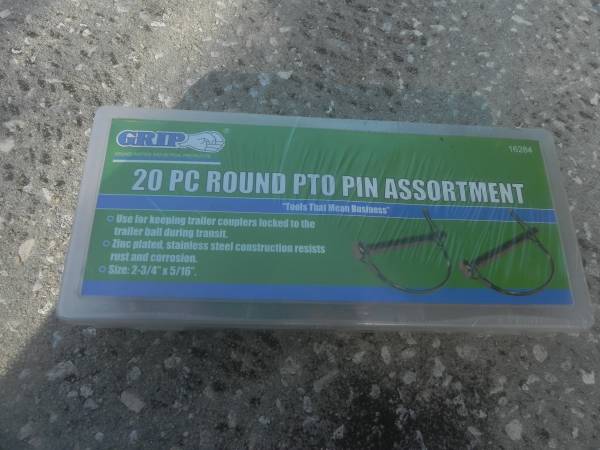 GRIP®
16284
20 PC ROUND PTO PIN ASSORTMENT
"Tools That Mean Business"
Use for keeping trailer couplers locked to the
trailer ball during transit.
Zinc plated, stainless steel construction resists
rust and corrosion.
Size: 2-3/4" x 5/16".